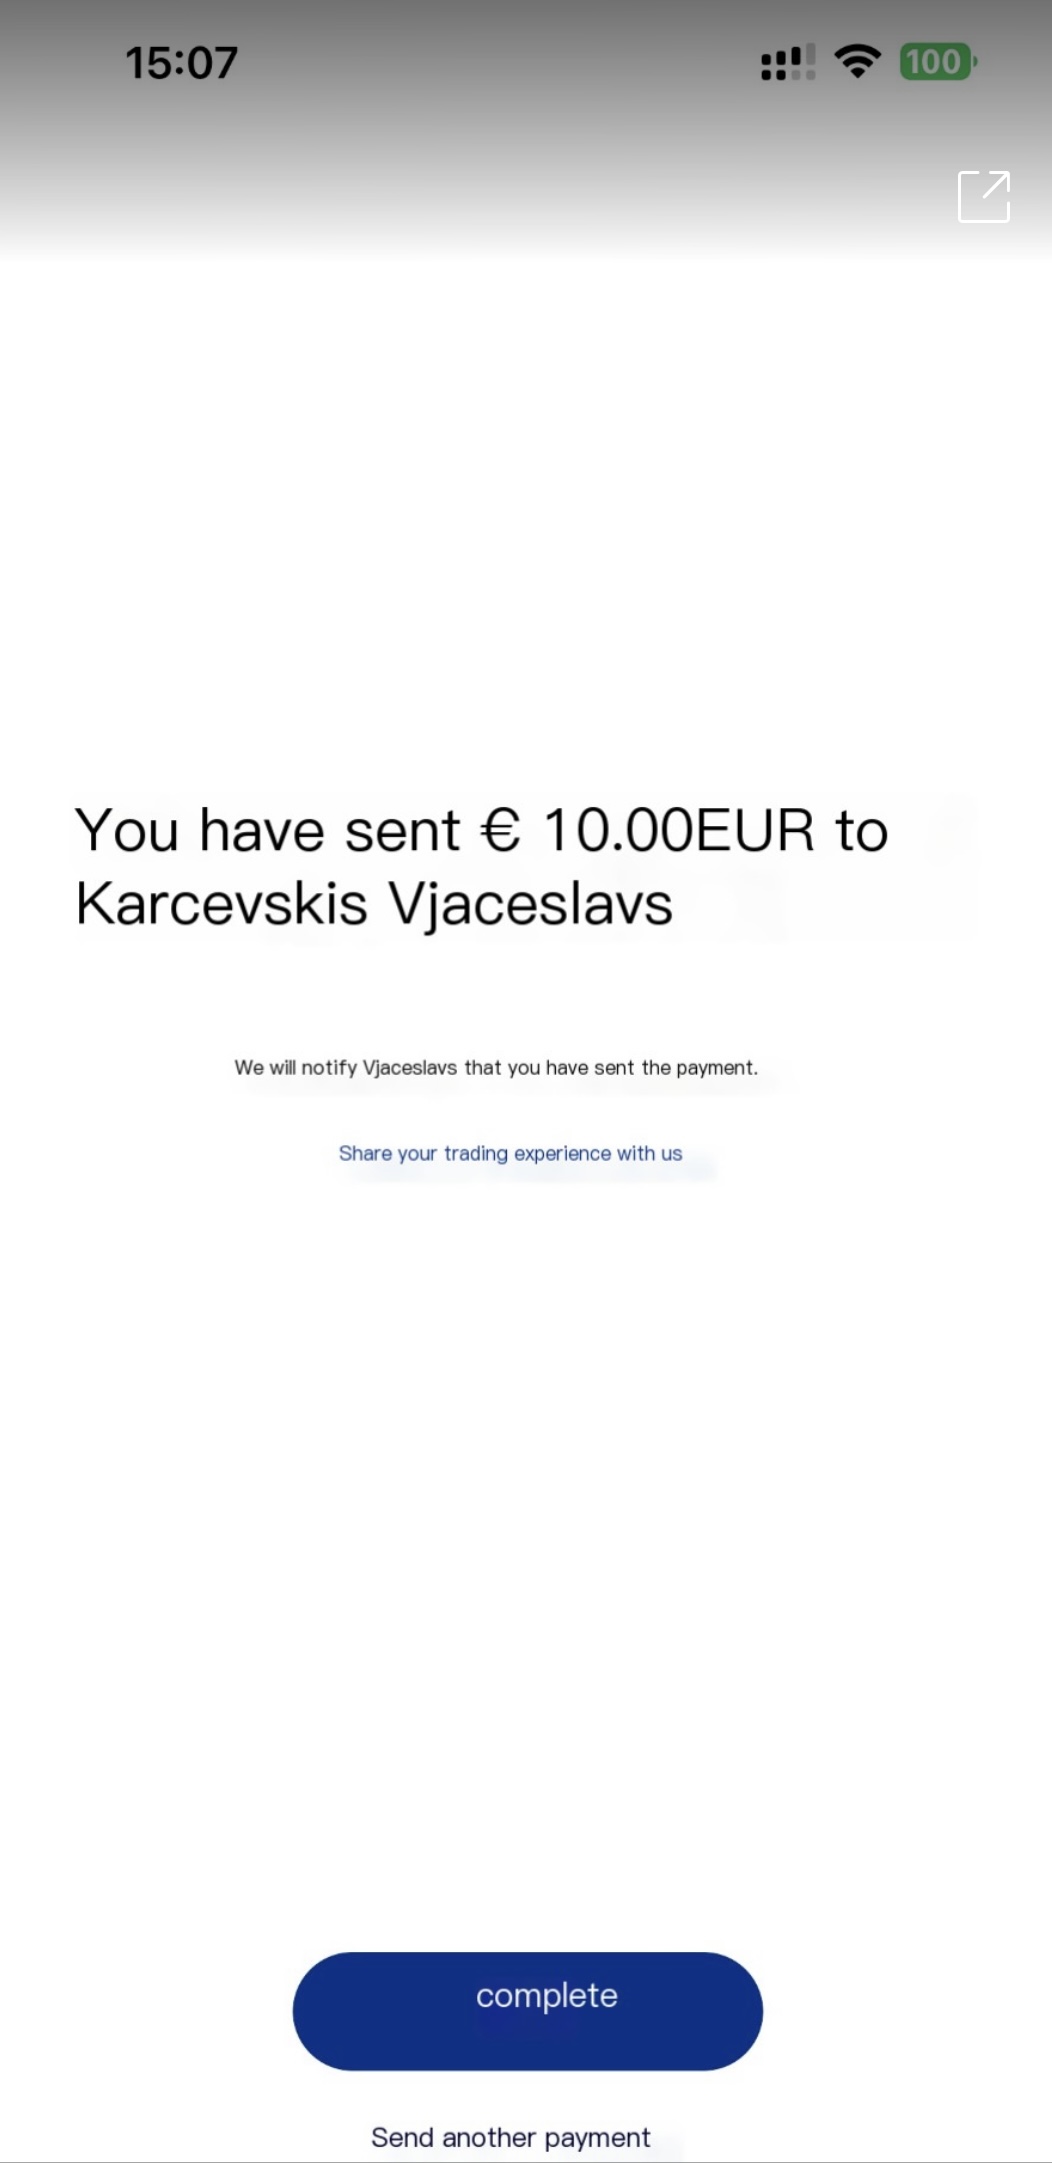 15:07
100
You have sent € 10.00EUR to
Karcevskis Vjaceslavs
We will notify Vjaceslavs that you have sent the payment.
Share your trading experience with us
complete
Send another payment